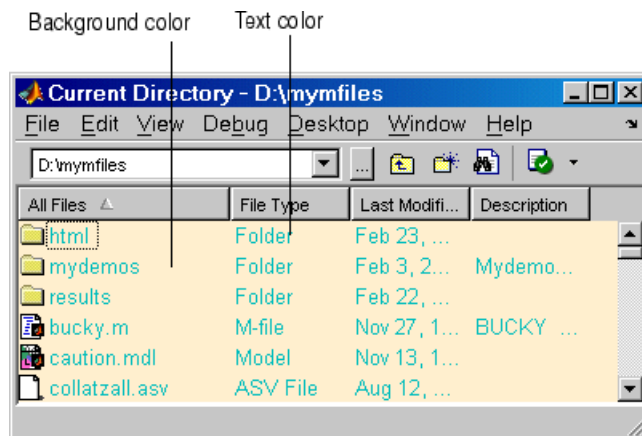 Background color Text color
Current Directory - D:\mymfiles
File Edit View Debug Desktop Window Help
D:\mymfiles ...
All Files File Type Last Modifi... Description
html Folder Feb 23, ...
mydemos Folder Feb 3, 2... Mydemo...
results Folder Feb 22, ...
bucky.m M-file Nov 27, 1... BUCKY ...
caution.mdl Model Nov 13, 1...
collatzall.asv ASV File Aug 12, ...